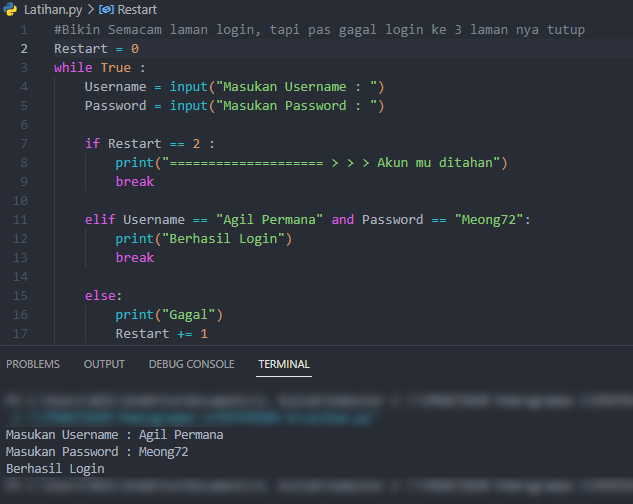 Latihan.py > Restart
1 #Bikin Semacam laman login, tapi pas gagal login ke 3 laman nya tutup
2 Restart = 0
3 while True :
4 Username = input("Masukan Username : ")
5 Password = input("Masukan Password : ")
6
7 if Restart == 2 :
8 print("==================== > > > Akun mu ditahan")
9 break
10
11 elif Username == "Agil Permana" and Password == "Meong72":
12 print("Berhasil Login")
13 break
14
15 else:
16 print("Gagal")
17 Restart += 1
PROBLEMS OUTPUT DEBUG CONSOLE TERMINAL
Masukan Username : Agil Permana
Masukan Password : Meong72
Berhasil Login